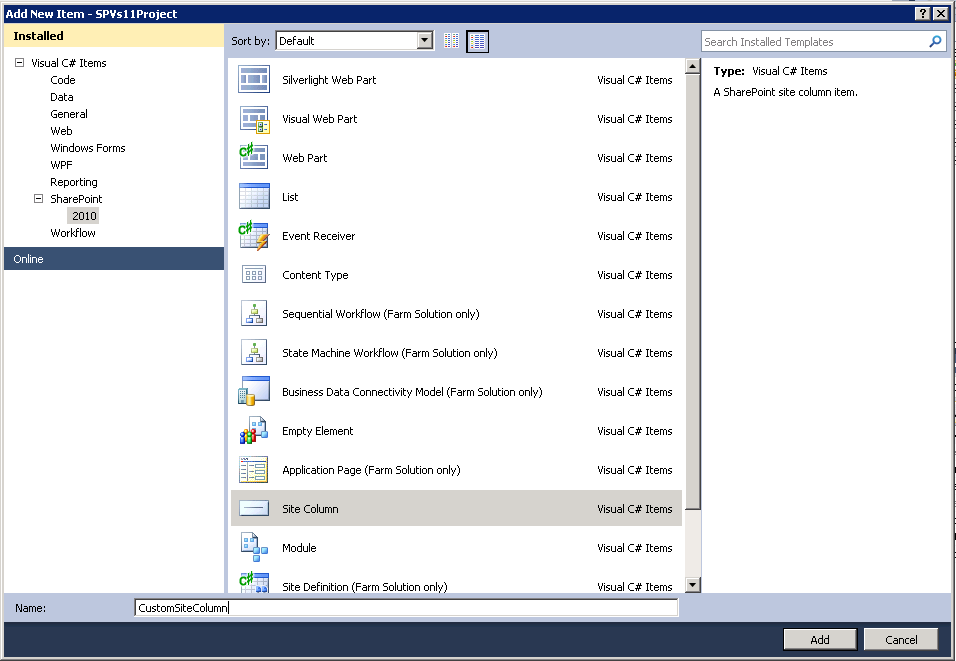 Add New Item - SPVs11Project
Installed
Visual C# Items
Code
Data
General
Web
Windows Forms
WPF
Reporting
SharePoint
2010
Workflow
Online
Sort by: Default
Silverlight Web Part Visual C# Items
Visual Web Part Visual C# Items
Web Part Visual C# Items
List Visual C# Items
Event Receiver Visual C# Items
Content Type Visual C# Items
Sequential Workflow (Farm Solution only) Visual C# Items
State Machine Workflow (Farm Solution only) Visual C# Items
Business Data Connectivity Model (Farm Solution only) Visual C# Items
Empty Element Visual C# Items
Application Page (Farm Solution only) Visual C# Items
Site Column Visual C# Items
Module Visual C# Items
Site Definition (Farm Solution only) Visual C# Items
Search Installed Templates
Type: Visual C# Items
A SharePoint site column item.
Name: CustomSiteColumn
Add Cancel